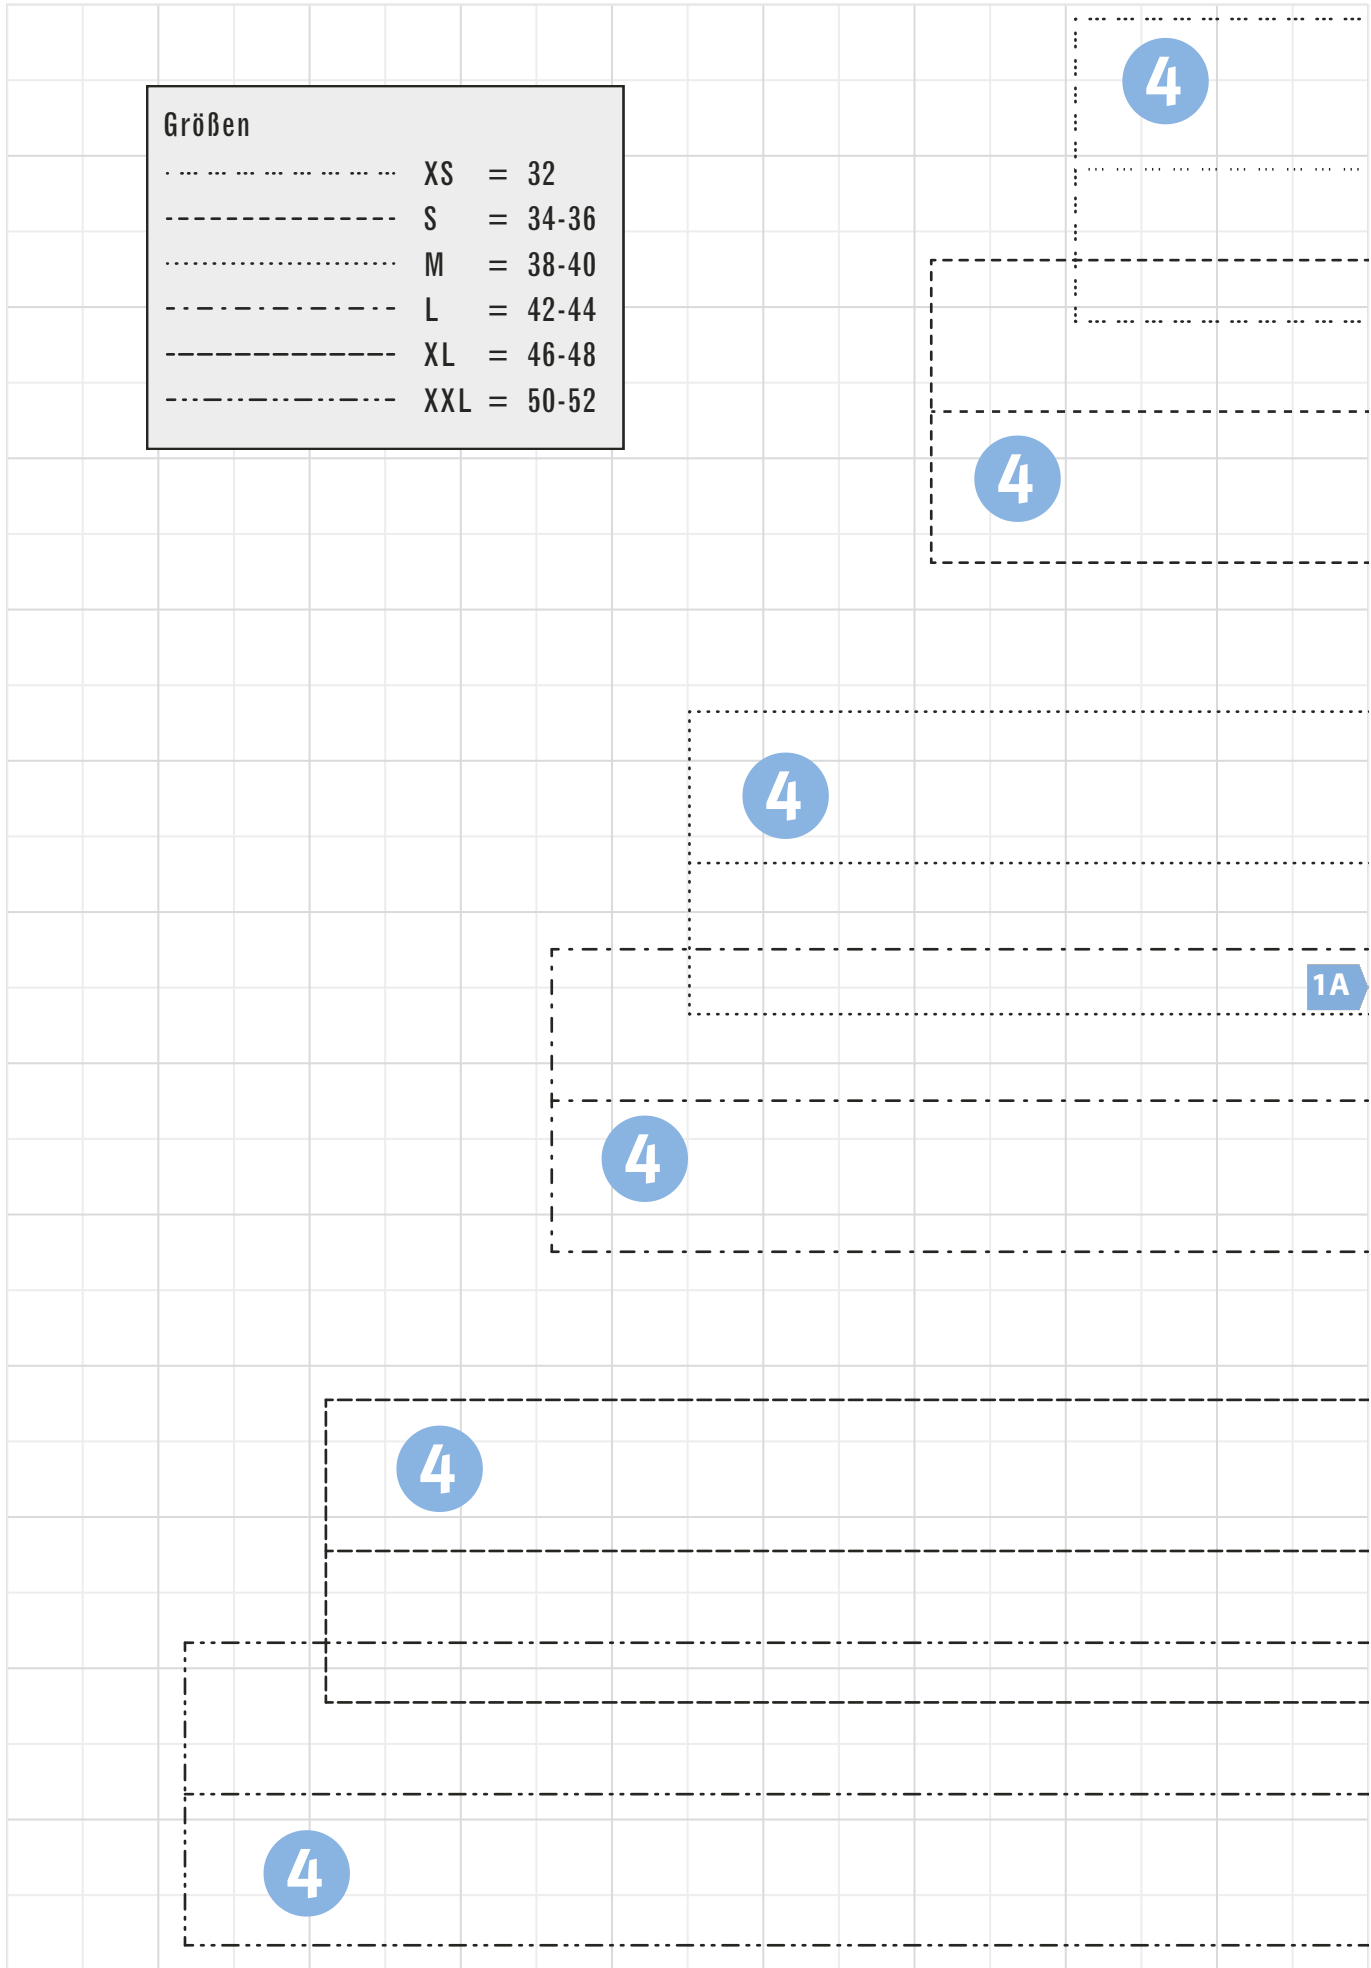 4
Größen
XS = 32
S = 34-36
M = 38-40
L = 42-44
XL = 46-48
XXL = 50-52
4
4
1A
4
4
4